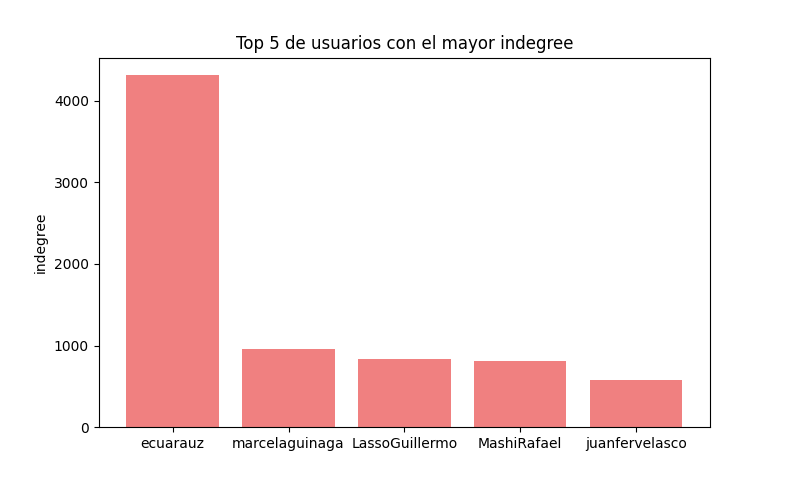 Top 5 de usuarios con el mayor indegree
indegree
4000
3000
2000
1000
0
ecuarauz marcelaguinaga LassoGuillermo MashiRafael juanfervelasco